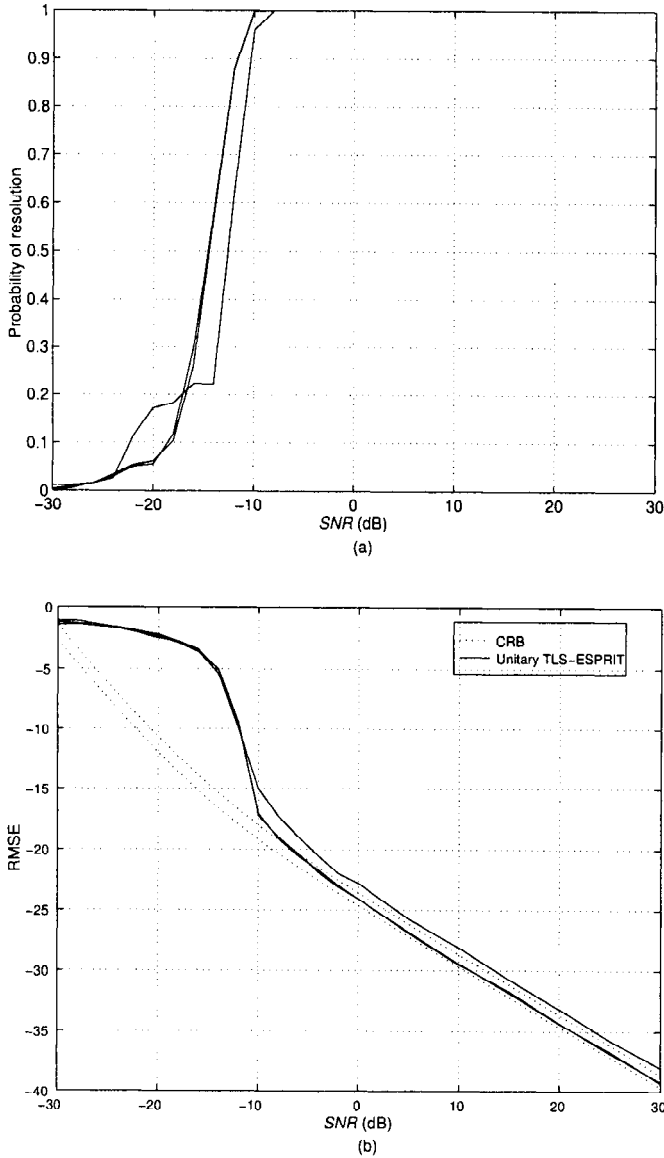 1
0.9
0.8
0.7
0.6
0.5
0.4
0.3
0.2
0.1
0
Probability of resolution
−30 −20 −10 0 10 20 30
SNR (dB)
(a)
0
−5
−10
−15
−20
−25
−30
−35
−40
RMSE
CRB
Unitary TLS−ESPRIT
−30 −20 −10 0 10 20 30
SNR (dB)
(b)